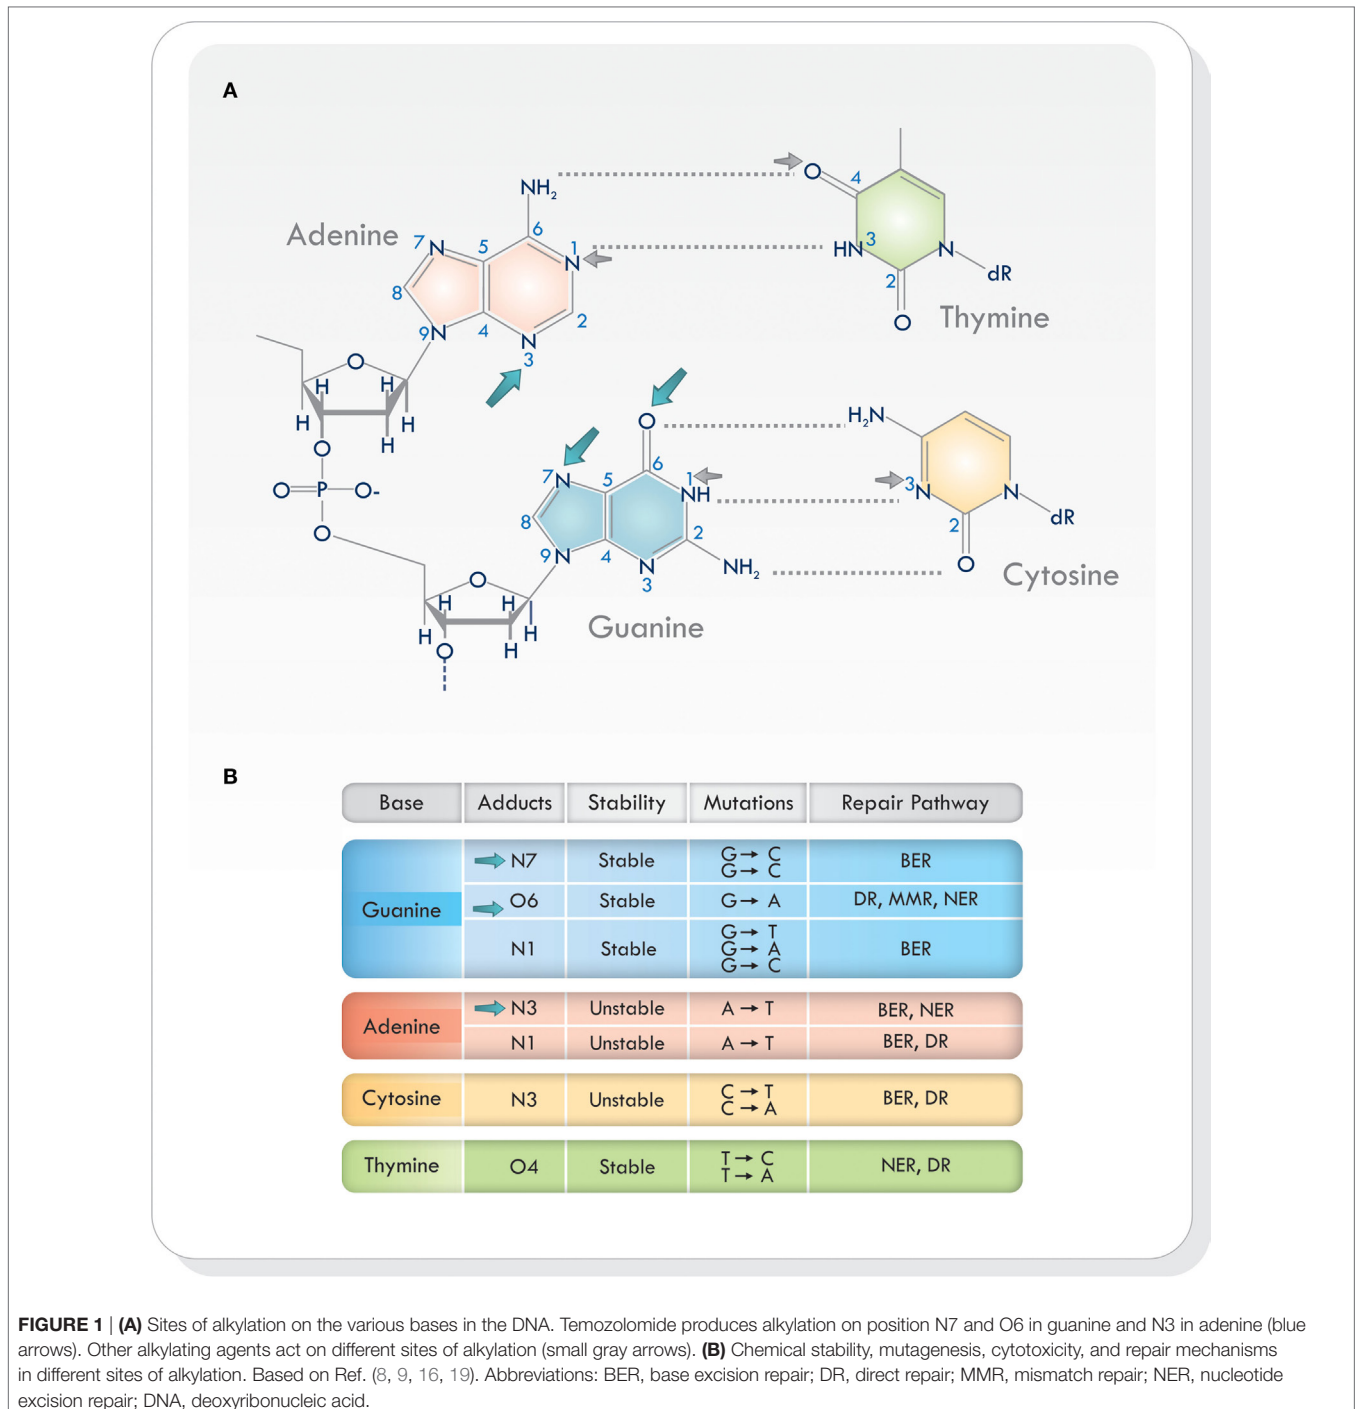 A
NH2
O
4
Adenine
7
N
5
6
1
N
HN
3
N
dR
8
2
2
9
N
4
N
3
O
Thymine
O
H
H
H
H
H
O
H2N
O
7
N
5
6
1
NH
3
N
N
O
P
O-
8
2
2
dR
O
9
N
4
N
3
NH2
O
Cytosine
O
H
H
Guanine
H
H
H
O
B
Base Adducts Stability Mutations Repair Pathway
Guanine
N7 Stable G→ C BER
G→ C
O6 Stable G→ A DR, MMR, NER
N1 Stable G→ T BER
G→ A
G→ C
Adenine
N3 Unstable A→ T BER, NER
N1 Unstable A→ T BER, DR
Cytosine N3 Unstable C→ T BER, DR
C→ A
Thymine O4 Stable T→ C NER, DR
T→ A
FIGURE 1 | (A) Sites of alkylation on the various bases in the DNA. Temozolomide produces alkylation on position N7 and O6 in guanine and N3 in adenine (blue
arrows). Other alkylating agents act on different sites of alkylation (small gray arrows). (B) Chemical stability, mutagenesis, cytotoxicity, and repair mechanisms
in different sites of alkylation. Based on Ref. (8, 9, 16, 19). Abbreviations: BER, base excision repair; DR, direct repair; MMR, mismatch repair; NER, nucleotide
excision repair; DNA, deoxyribonucleic acid.